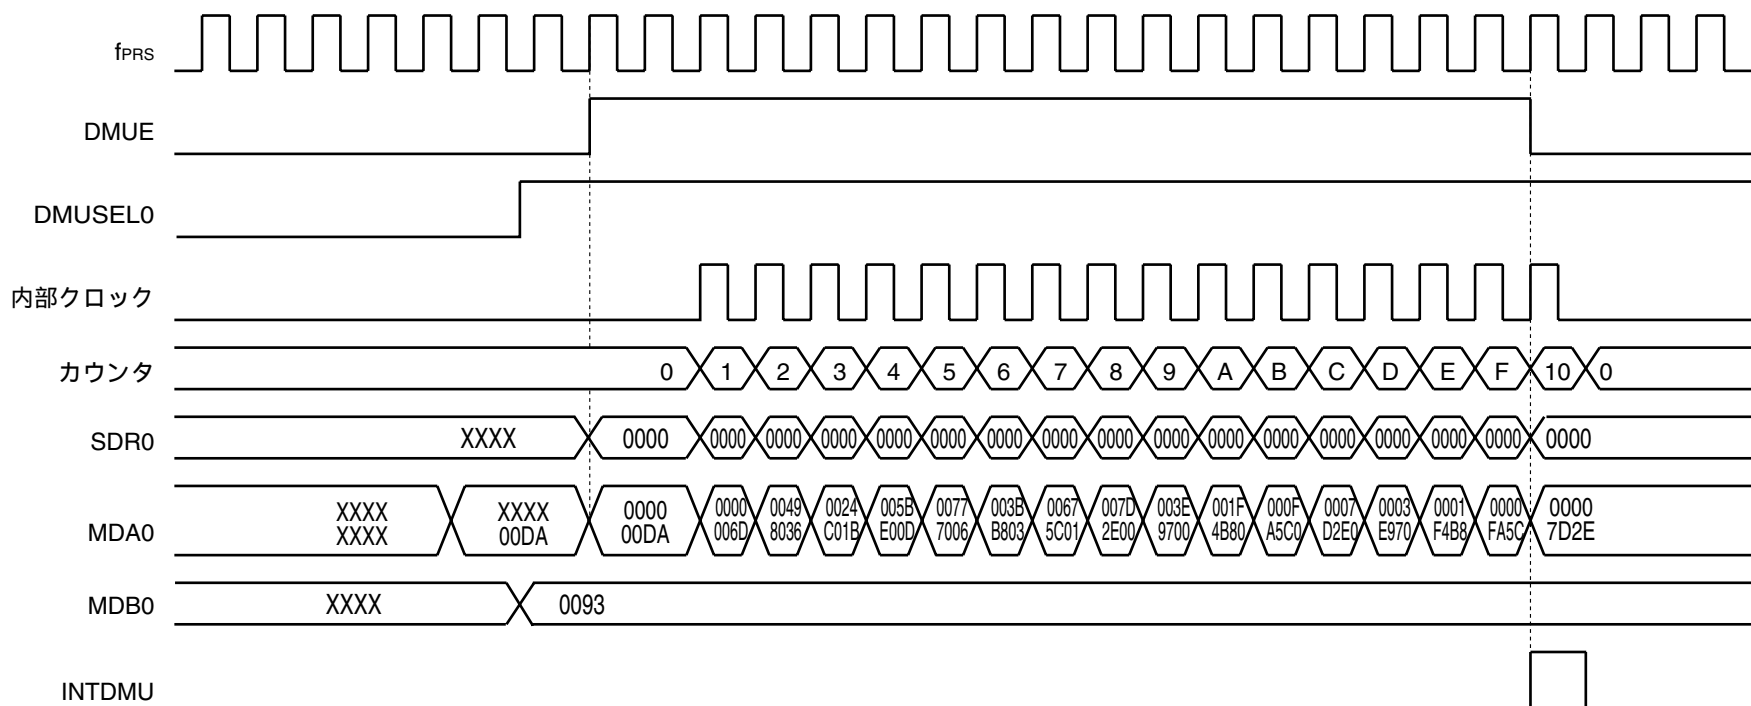 fPRS
DMUE
DMUSEL0
内部クロック
カウンタ 0 1 2 3 4 5 6 7 8 9 A B C D E F 10 0
SDR0 XXXX 0000 0000 0000 0000 0000 0000 0000 0000 0000 0000 0000 0000 0000 0000 0000 0000 0000
XXXX XXXX 0000 0000 0049 0024 005B 0077 003B 0067 007D 003E 001F 000F 0007 0003 0001 0000 0000
MDA0 XXXX 00DA 00DA 006D 8036 C01B E00D 7006 B803 5C01 2E00 9700 4B80 A5C0 D2E0 E970 F4B8 FA5C 7D2E
MDB0 XXXX 0093
INTDMU